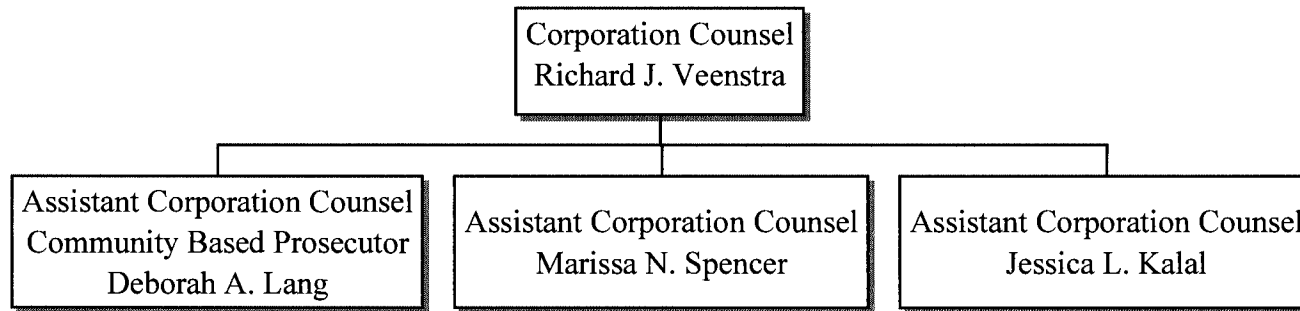 Corporation Counsel
Richard J. Veenstra
Assistant Corporation Counsel
Community Based Prosecutor
Deborah A. Lang
Assistant Corporation Counsel
Marissa N. Spencer
Assistant Corporation Counsel
Jessica L. Kalal